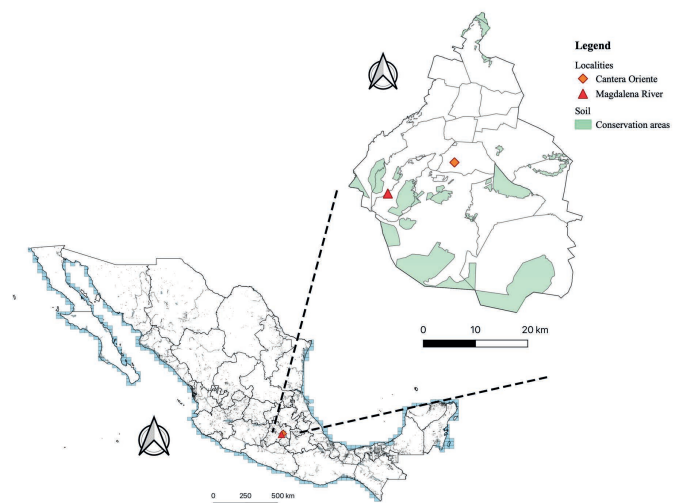 Legend
Localities
Cantera Oriente
Magdalena River
Soil
Conservation areas
0 10 20 km
0 250 500 km